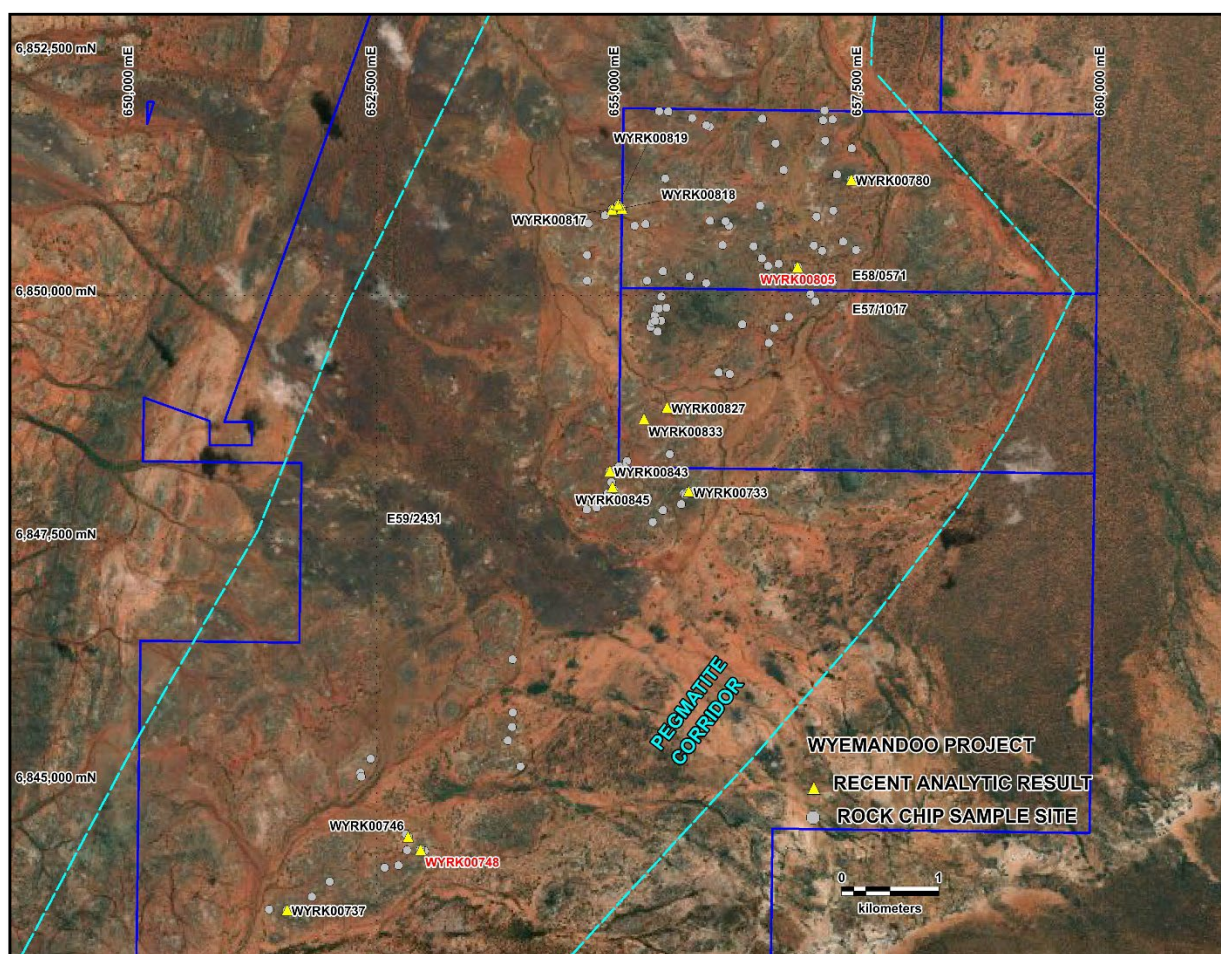 6,852,500 mN
650,000 mE
652,500 mE
655,000 mE
657,500 mE
660,000 mE
WYRK00819
WYRK00818
WYRK00780
WYRK00817
WYRK00805
E58/0571
6,850,000 mN
E57/1017
WYRK00827
WYRK00833
WYRK00843
WYRK00845
WYRK00733
E59/2431
6,847,500 mN
PEGMATITE
CORRIDOR
WYEMANDOO PROJECT
6,845,000 mN
RECENT ANALYTIC RESULT
ROCK CHIP SAMPLE SITE
WYRK00746
WYRK00748
0 1
kilometers
WYRK00737